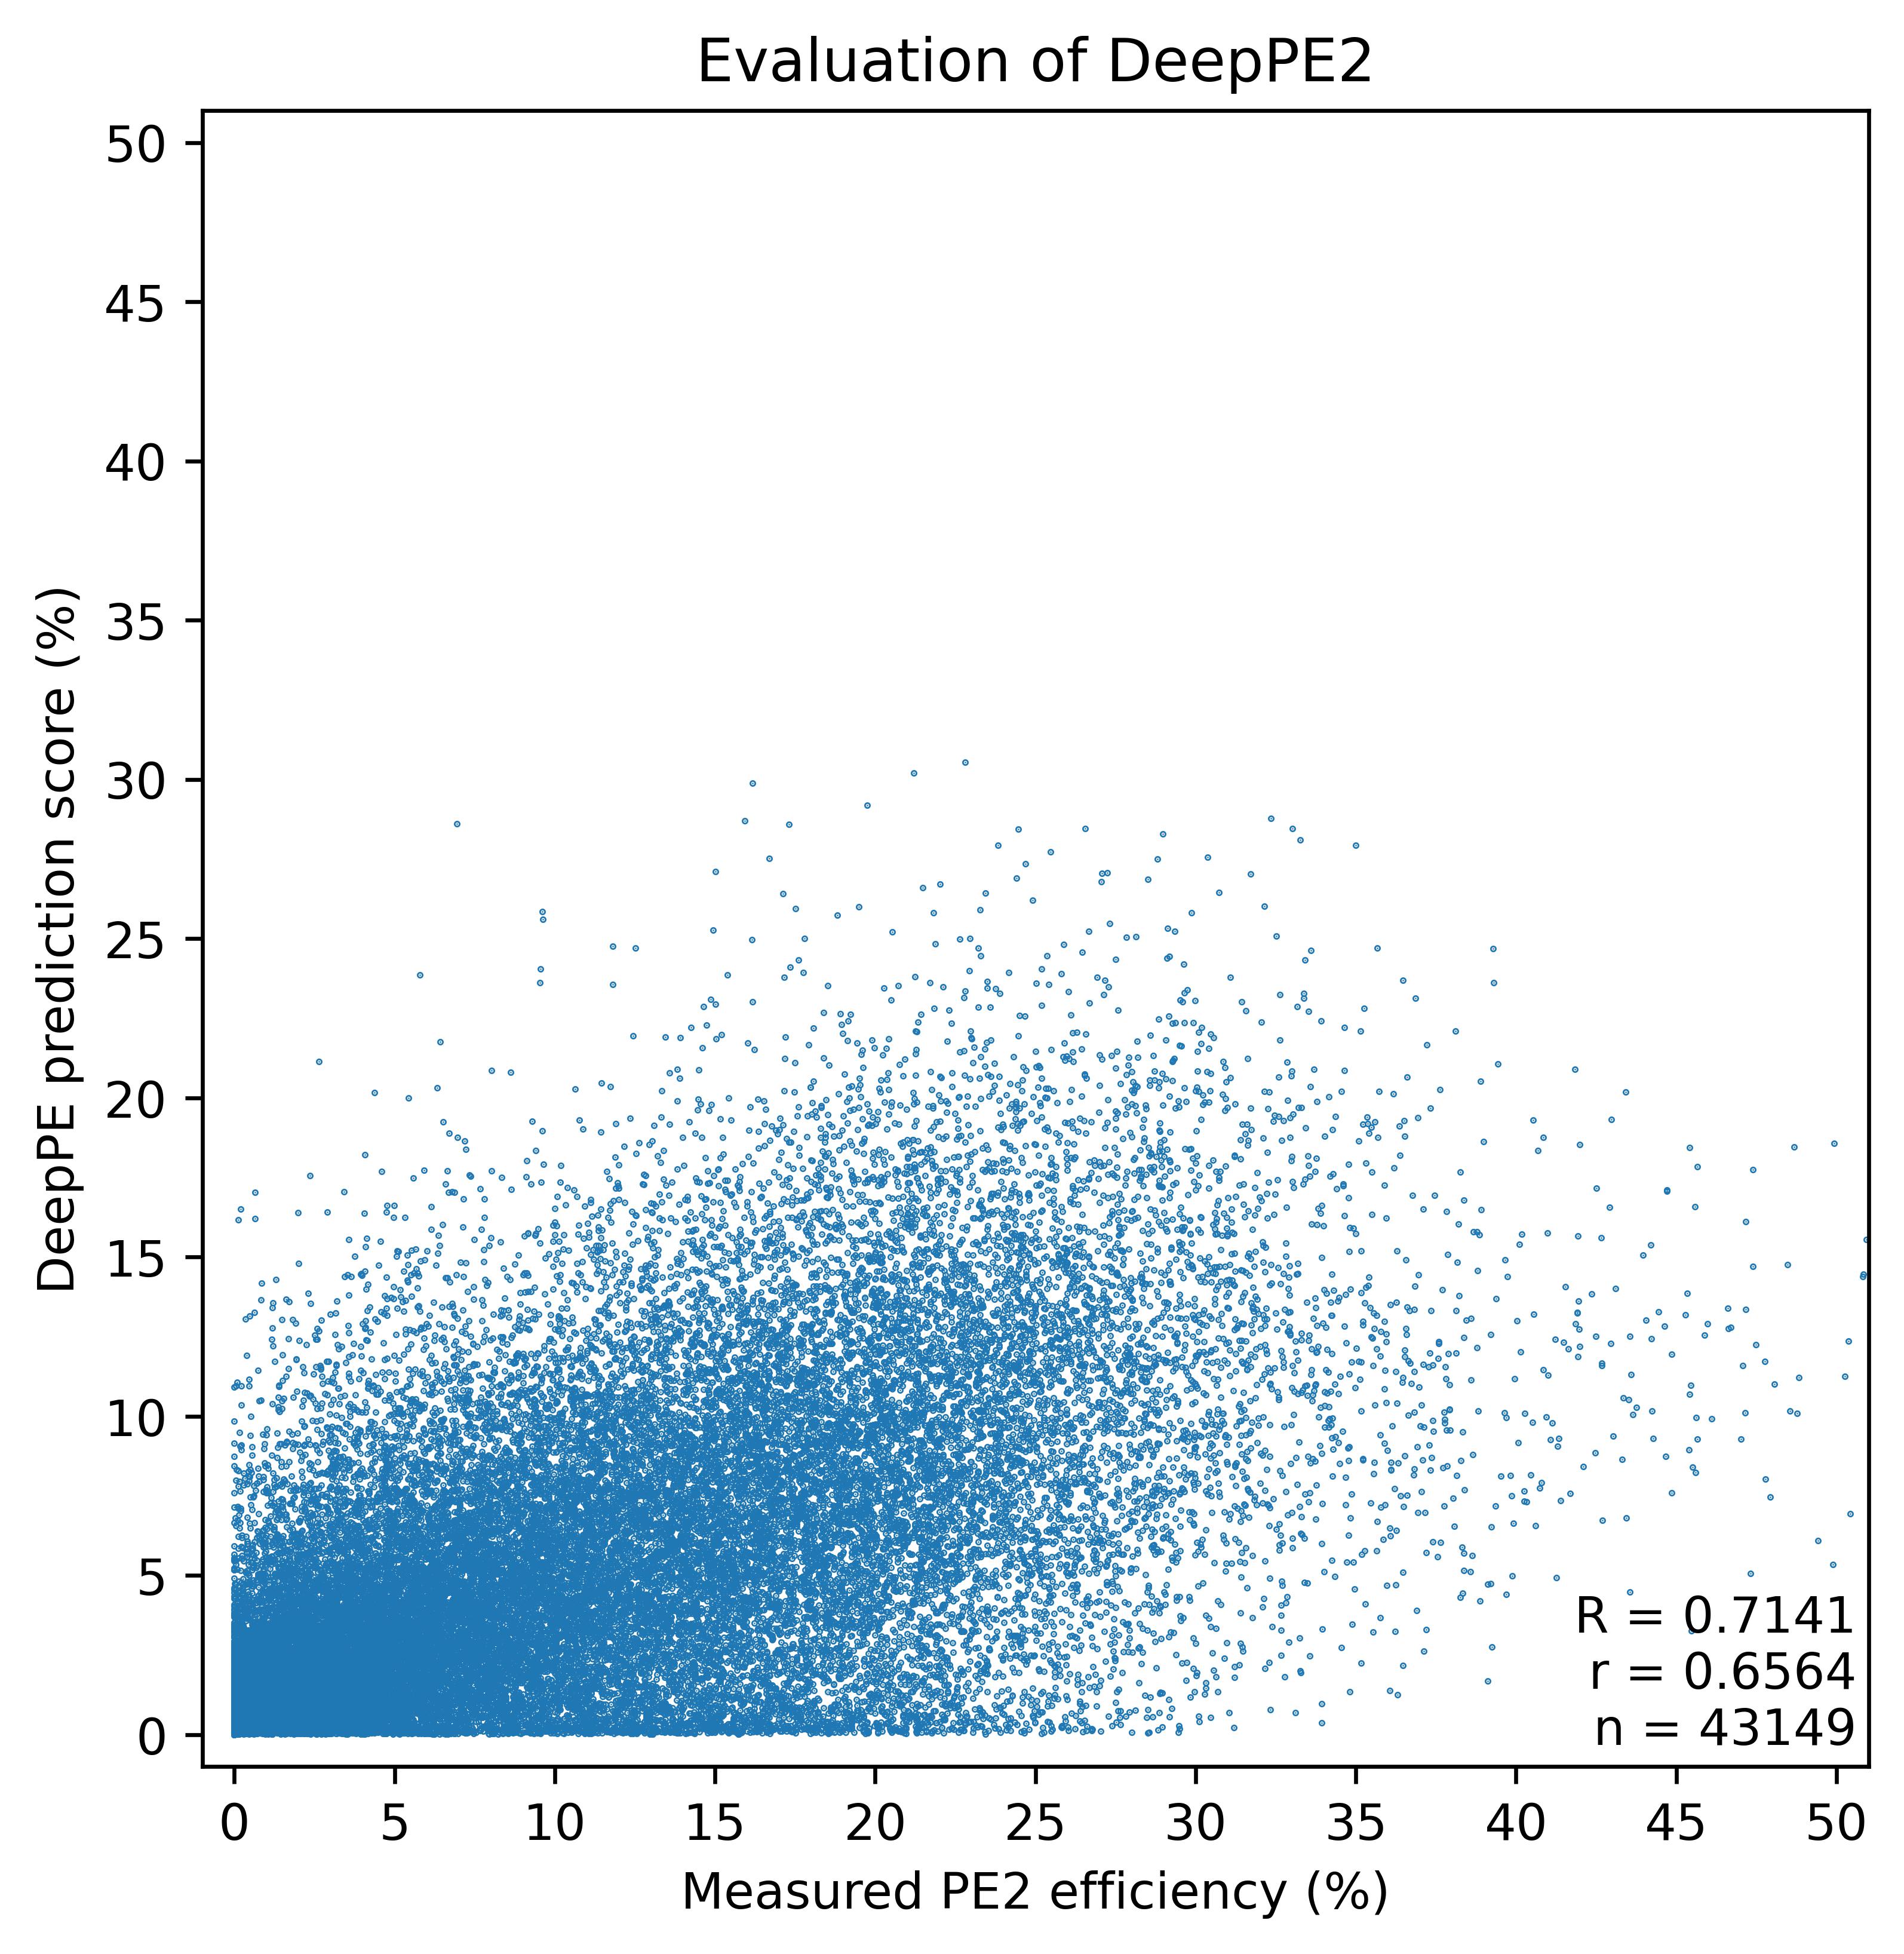 Evaluation of DeepPE2
50
45
40
35
30
25
20
15
10
5
0
DeepPE prediction score (%)
R = 0.7141
r = 0.6564
n = 43149
0 5 10 15 20 25 30 35 40 45 50
Measured PE2 efficiency (%)